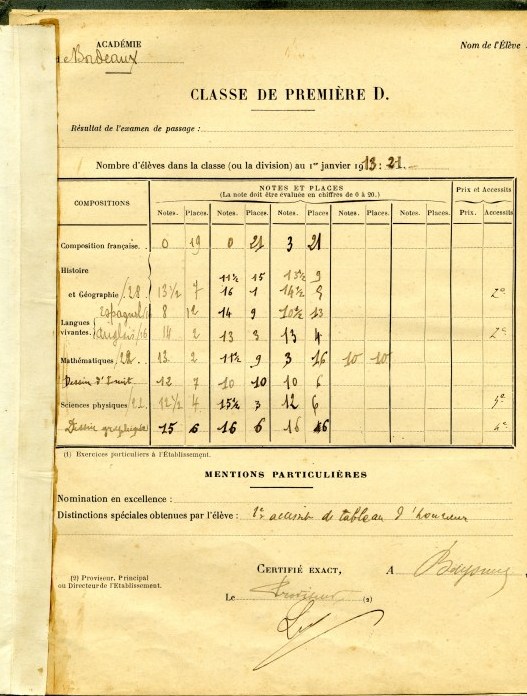 ACADÉMIE
Bordeaux
Nom de l'Élève
CLASSE DE PREMIÈRE D.
Résultat de l'examen de passage :
Nombre d'élèves dans la classe (ou la division) au 1er janvier 1913 : 21
COMPOSITIONS
NOTES ET PLACES
(La note doit être évaluée en chiffres de 0 à 20.)
Prix et Accessits
Notes. Places. Notes. Places. Notes. Places. Notes. Places. Notes. Places. Prix. Accessits
Composition française. 0 19 0 21 3 21
Histoire 11½ 15 13½ 9
et Géographie /28 13½ 7 16 1 14½ 2e
Langues vivantes. Espagnol 8 12 14 9 10½ 13
Anglais /16 14 2 13 3 13 4 2e
Mathématiques /22 13 2 11½ 9 3 16 10 10
Dessin d'Imit 12 7 10 10 10 6
Sciences physiques /21 12½ 4 15½ 3 12 6
Dessin graphique 15 6 16 6 16 4e
(1) Exercices particuliers à l'Établissement.
MENTIONS PARTICULIÈRES
Nomination en excellence :
Distinctions spéciales obtenues par l'élève : 1er accessit de tableau d'honneur
CERTIFIÉ EXACT,
A Bayonne
(2) Proviseur, Principal
ou Directeur de l'Etablissement.
Le Proviseur (2)